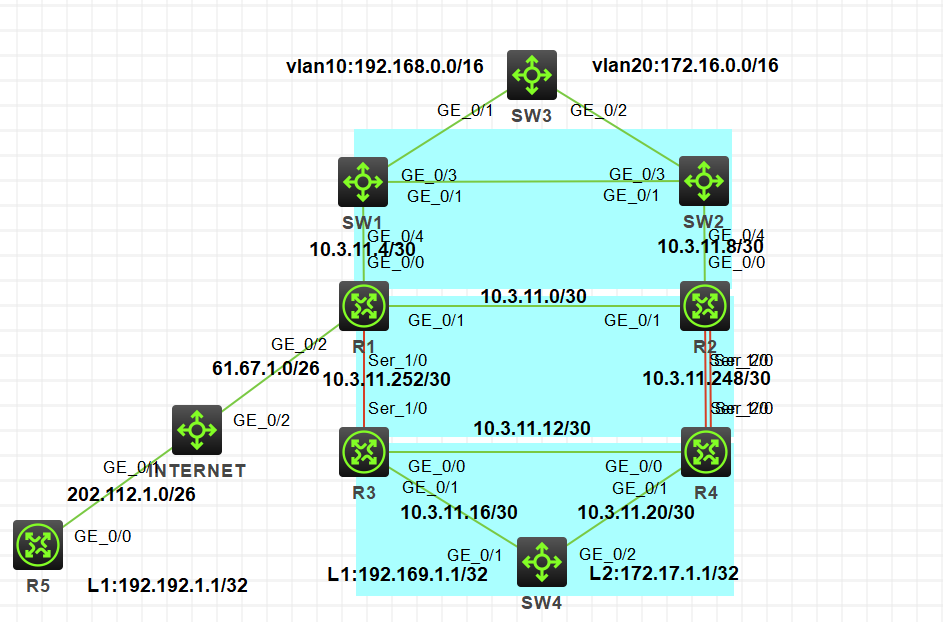 vlan10:192.168.0.0/16
vlan20:172.16.0.0/16
GE_0/1
GE_0/2
SW3
GE_0/3
GE_0/3
GE_0/1
GE_0/1
SW1
SW2
GE_0/4
GE_0/4
10.3.11.4/30
10.3.11.8/30
GE_0/0
GE_0/0
10.3.11.0/30
GE_0/1
GE_0/1
GE_0/2
R1
R2
61.67.1.0/26
Ser_1/0
Ser_1/0
Ser_2/0
10.3.11.252/30
10.3.11.248/30
Ser_1/0
Ser_1/0
Ser_2/0
GE_0/2
10.3.11.12/30
GE_0/1
INTERNET
GE_0/0
GE_0/0
202.112.1.0/26
R3
GE_0/1
GE_0/1
R4
10.3.11.16/30
10.3.11.20/30
GE_0/0
GE_0/1
GE_0/2
R5
L1:192.192.1.1/32
L1:192.169.1.1/32
L2:172.17.1.1/32
SW4